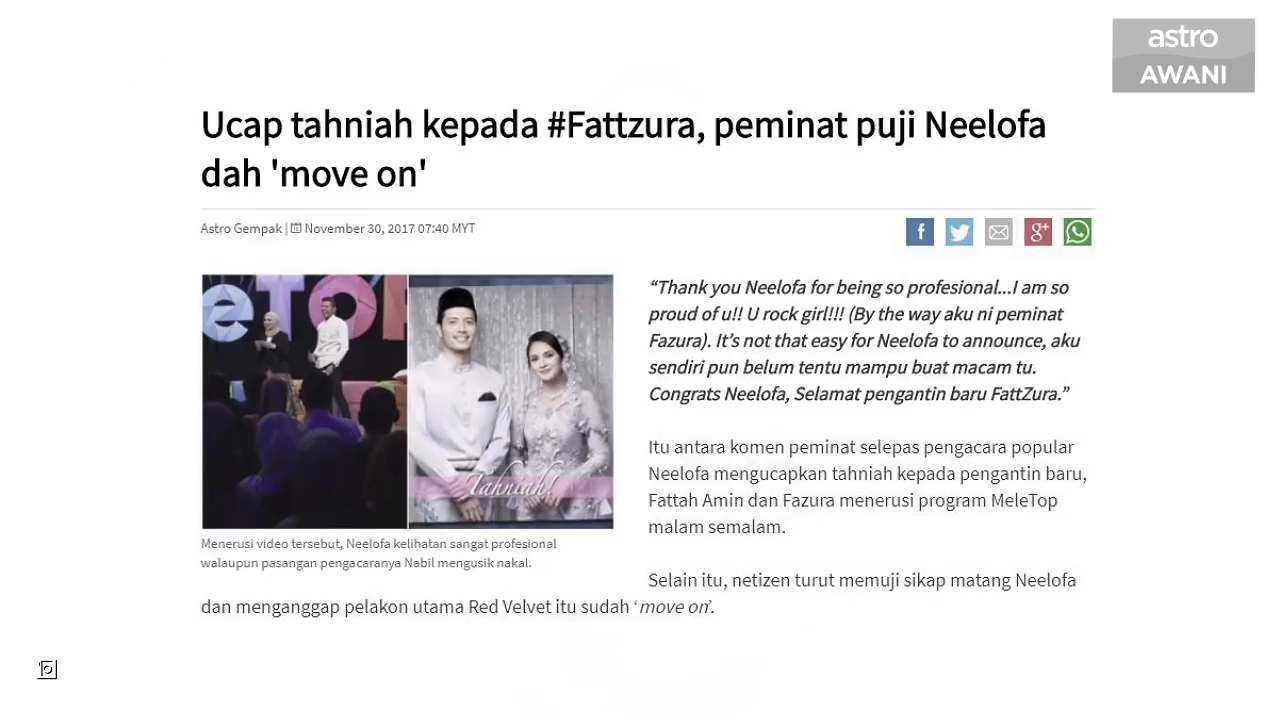 astro
AWANI
Ucap tahniah kepada #Fattzura, peminat puji Neelofa
dah 'move on'
Astro Gempak | November 30, 2017 07:40 MYT
“Thank you Neelofa for being so profesional...I am so
proud of u!! U rock girl!!! (By the way aku ni peminat
Fazura). It’s not that easy for Neelofa to announce, aku
sendiri pun belum tentu mampu buat macam tu.
Congrats Neelofa, Selamat pengantin baru FattZura.”
eTO
Tahniah!
Menerusi video tersebut, Neelofa kelihatan sangat profesional
walaupun pasangan pengacaranya Nabil mengusik nakal.
Itu antara komen peminat selepas pengacara popular
Neelofa mengucapkan tahniah kepada pengantin baru,
Fattah Amin dan Fazura menerusi program MeleTop
malam semalam.
Selain itu, netizen turut memuji sikap matang Neelofa
dan menganggap pelakon utama Red Velvet itu sudah ‘move on’.